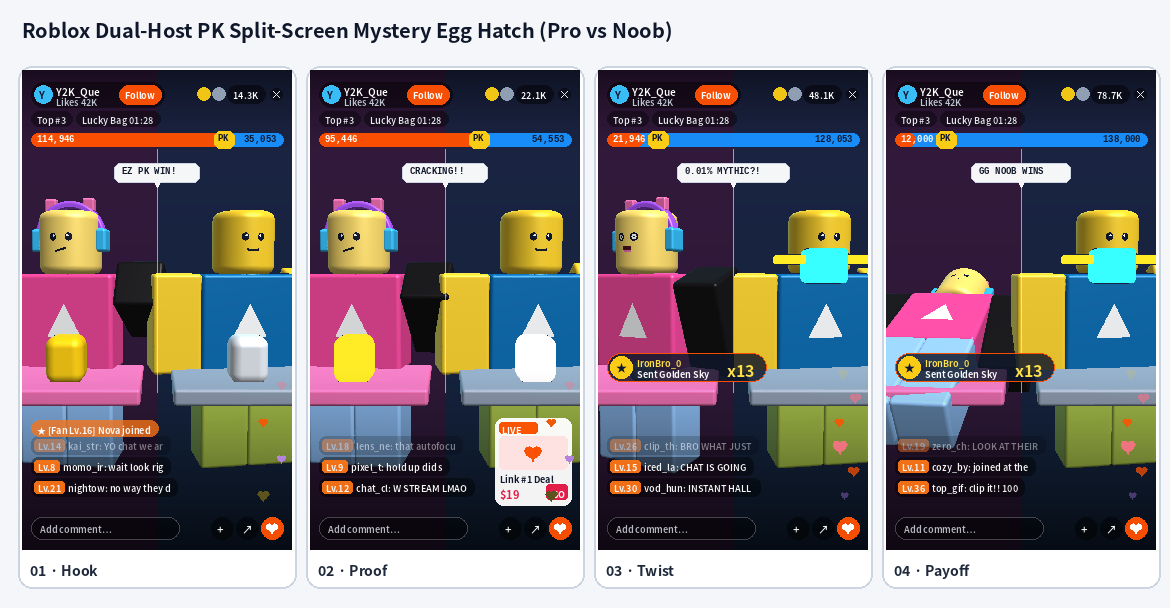 Roblox Dual-Host PK Split-Screen Mystery Egg Hatch (Pro vs Noob)
Y
Y2K_Que
Likes 42K
Follow
14.3K
Top #3
Lucky Bag 01:28
114,946
PK
35,053
EZ PK WIN!
★ [Fan Lv.16] Nova joined
Lv.14 kai_str: YO chat we ar
Lv.8 momo_ir: wait look rig
Lv.21 nightow: no way they d
Add comment...
01 · Hook
Y
Y2K_Que
Likes 42K
Follow
22.1K
Top #3
Lucky Bag 01:28
95,446
PK
54,553
CRACKING!!
Lv.18 lens_ne: that autofocu
Lv.9 pixel_t: hold up did s
Lv.12 chat_cl: W STREAM LMAO
LIVE
Link #1 Deal
$19
Add comment...
02 · Proof
Y
Y2K_Que
Likes 42K
Follow
48.1K
Top #3
Lucky Bag 01:28
21,946
PK
128,053
0.01% MYTHIC?!
IronBro_0
Sent Golden Sky
x13
Lv.26 clip_th: BRO WHAT JUST
Lv.15 iced_la: CHAT IS GOING
Lv.30 vod_hun: INSTANT HALL
Add comment...
03 · Twist
Y
Y2K_Que
Likes 42K
Follow
78.7K
Top #3
Lucky Bag 01:28
12,000
PK
138,000
GG NOOB WINS
IronBro_0
Sent Golden Sky
x13
Lv.19 zero_ch: LOOK AT THEIR
Lv.11 cozy_by: joined at the
Lv.36 top_gif: clip it!! 100
Add comment...
04 · Payoff